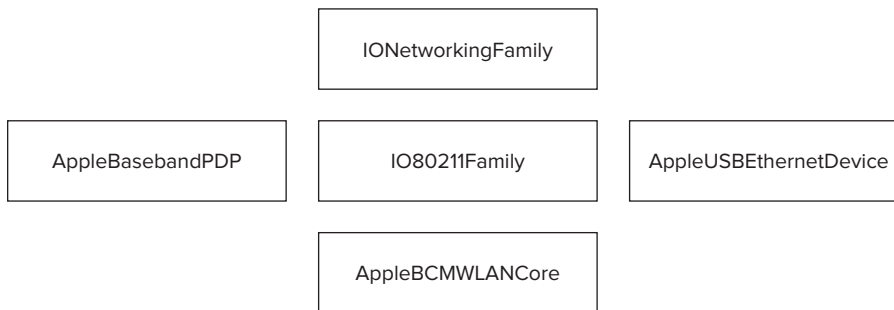 IONetworkingFamily
AppleBasebandPDP
IO80211Family
AppleUSBEthernetDevice
AppleBCMWLANCore